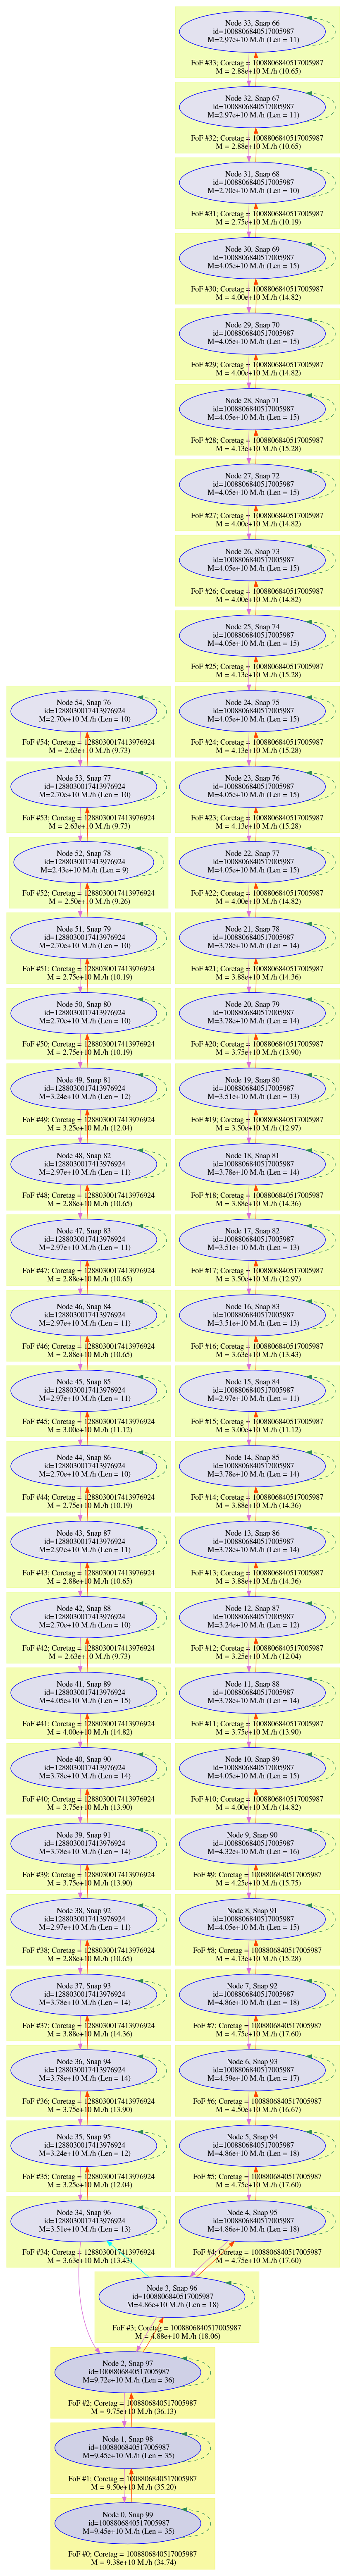 Node 33, Snap 66
id=1008806840517005987
M=2.97e+10 M./h (Len = 11)
FoF #33; Coretag = 1008806840517005987
M = 2.88e+10 M./h (10.65)
Node 32, Snap 67
id=1008806840517005987
M=2.97e+10 M./h (Len = 11)
FoF #32; Coretag = 1008806840517005987
M = 2.88e+10 M./h (10.65)
Node 31, Snap 68
id=1008806840517005987
M=2.70e+10 M./h (Len = 10)
FoF #31; Coretag = 1008806840517005987
M = 2.75e+10 M./h (10.19)
Node 30, Snap 69
id=1008806840517005987
M=4.05e+10 M./h (Len = 15)
FoF #30; Coretag = 1008806840517005987
M = 4.00e+10 M./h (14.82)
Node 29, Snap 70
id=1008806840517005987
M=4.05e+10 M./h (Len = 15)
FoF #29; Coretag = 1008806840517005987
M = 4.00e+10 M./h (14.82)
Node 28, Snap 71
id=1008806840517005987
M=4.05e+10 M./h (Len = 15)
FoF #28; Coretag = 1008806840517005987
M = 4.13e+10 M./h (15.28)
Node 27, Snap 72
id=1008806840517005987
M=4.05e+10 M./h (Len = 15)
FoF #27; Coretag = 1008806840517005987
M = 4.00e+10 M./h (14.82)
Node 26, Snap 73
id=1008806840517005987
M=4.05e+10 M./h (Len = 15)
FoF #26; Coretag = 1008806840517005987
M = 4.00e+10 M./h (14.82)
Node 25, Snap 74
id=1008806840517005987
M=4.05e+10 M./h (Len = 15)
FoF #25; Coretag = 1008806840517005987
M = 4.13e+10 M./h (15.28)
Node 54, Snap 76
id=1288030017413976924
M=2.70e+10 M./h (Len = 10)
FoF #54; Coretag = 1288030017413976924
M = 2.63e+10 M./h (9.73)
Node 24, Snap 75
id=1008806840517005987
M=4.05e+10 M./h (Len = 15)
FoF #24; Coretag = 1008806840517005987
M = 4.13e+10 M./h (15.28)
Node 53, Snap 77
id=1288030017413976924
M=2.70e+10 M./h (Len = 10)
FoF #53; Coretag = 1288030017413976924
M = 2.63e+10 M./h (9.73)
Node 23, Snap 76
id=1008806840517005987
M=4.05e+10 M./h (Len = 15)
FoF #23; Coretag = 1008806840517005987
M = 4.13e+10 M./h (15.28)
Node 52, Snap 78
id=1288030017413976924
M=2.43e+10 M./h (Len = 9)
FoF #52; Coretag = 1288030017413976924
M = 2.50e+10 M./h (9.26)
Node 22, Snap 77
id=1008806840517005987
M=4.05e+10 M./h (Len = 15)
FoF #22; Coretag = 1008806840517005987
M = 4.00e+10 M./h (14.82)
Node 51, Snap 79
id=1288030017413976924
M=2.70e+10 M./h (Len = 10)
FoF #51; Coretag = 1288030017413976924
M = 2.75e+10 M./h (10.19)
Node 21, Snap 78
id=1008806840517005987
M=3.78e+10 M./h (Len = 14)
FoF #21; Coretag = 1008806840517005987
M = 3.88e+10 M./h (14.36)
Node 50, Snap 80
id=1288030017413976924
M=2.70e+10 M./h (Len = 10)
FoF #50; Coretag = 1288030017413976924
M = 2.75e+10 M./h (10.19)
Node 20, Snap 79
id=1008806840517005987
M=3.78e+10 M./h (Len = 14)
FoF #20; Coretag = 1008806840517005987
M = 3.75e+10 M./h (13.90)
Node 49, Snap 81
id=1288030017413976924
M=3.24e+10 M./h (Len = 12)
FoF #49; Coretag = 1288030017413976924
M = 3.25e+10 M./h (12.04)
Node 19, Snap 80
id=1008806840517005987
M=3.51e+10 M./h (Len = 13)
FoF #19; Coretag = 1008806840517005987
M = 3.50e+10 M./h (12.97)
Node 48, Snap 82
id=1288030017413976924
M=2.97e+10 M./h (Len = 11)
FoF #48; Coretag = 1288030017413976924
M = 2.88e+10 M./h (10.65)
Node 18, Snap 81
id=1008806840517005987
M=3.78e+10 M./h (Len = 14)
FoF #18; Coretag = 1008806840517005987
M = 3.88e+10 M./h (14.36)
Node 47, Snap 83
id=1288030017413976924
M=2.97e+10 M./h (Len = 11)
FoF #47; Coretag = 1288030017413976924
M = 2.88e+10 M./h (10.65)
Node 17, Snap 82
id=1008806840517005987
M=3.51e+10 M./h (Len = 13)
FoF #17; Coretag = 1008806840517005987
M = 3.50e+10 M./h (12.97)
Node 46, Snap 84
id=1288030017413976924
M=2.97e+10 M./h (Len = 11)
FoF #46; Coretag = 1288030017413976924
M = 2.88e+10 M./h (10.65)
Node 16, Snap 83
id=1008806840517005987
M=3.51e+10 M./h (Len = 13)
FoF #16; Coretag = 1008806840517005987
M = 3.63e+10 M./h (13.43)
Node 45, Snap 85
id=1288030017413976924
M=2.97e+10 M./h (Len = 11)
FoF #45; Coretag = 1288030017413976924
M = 3.00e+10 M./h (11.12)
Node 15, Snap 84
id=1008806840517005987
M=2.97e+10 M./h (Len = 11)
FoF #15; Coretag = 1008806840517005987
M = 3.00e+10 M./h (11.12)
Node 44, Snap 86
id=1288030017413976924
M=2.70e+10 M./h (Len = 10)
FoF #44; Coretag = 1288030017413976924
M = 2.75e+10 M./h (10.19)
Node 14, Snap 85
id=1008806840517005987
M=3.78e+10 M./h (Len = 14)
FoF #14; Coretag = 1008806840517005987
M = 3.88e+10 M./h (14.36)
Node 43, Snap 87
id=1288030017413976924
M=2.97e+10 M./h (Len = 11)
FoF #43; Coretag = 1288030017413976924
M = 2.88e+10 M./h (10.65)
Node 13, Snap 86
id=1008806840517005987
M=3.78e+10 M./h (Len = 14)
FoF #13; Coretag = 1008806840517005987
M = 3.88e+10 M./h (14.36)
Node 42, Snap 88
id=1288030017413976924
M=2.70e+10 M./h (Len = 10)
FoF #42; Coretag = 1288030017413976924
M = 2.63e+10 M./h (9.73)
Node 12, Snap 87
id=1008806840517005987
M=3.24e+10 M./h (Len = 12)
FoF #12; Coretag = 1008806840517005987
M = 3.25e+10 M./h (12.04)
Node 41, Snap 89
id=1288030017413976924
M=4.05e+10 M./h (Len = 15)
FoF #41; Coretag = 1288030017413976924
M = 4.00e+10 M./h (14.82)
Node 11, Snap 88
id=1008806840517005987
M=3.78e+10 M./h (Len = 14)
FoF #11; Coretag = 1008806840517005987
M = 3.75e+10 M./h (13.90)
Node 40, Snap 90
id=1288030017413976924
M=3.78e+10 M./h (Len = 14)
FoF #40; Coretag = 1288030017413976924
M = 3.75e+10 M./h (13.90)
Node 10, Snap 89
id=1008806840517005987
M=4.05e+10 M./h (Len = 15)
FoF #10; Coretag = 1008806840517005987
M = 4.00e+10 M./h (14.82)
Node 39, Snap 91
id=1288030017413976924
M=3.78e+10 M./h (Len = 14)
FoF #39; Coretag = 1288030017413976924
M = 3.75e+10 M./h (13.90)
Node 9, Snap 90
id=1008806840517005987
M=4.32e+10 M./h (Len = 16)
FoF #9; Coretag = 1008806840517005987
M = 4.25e+10 M./h (15.75)
Node 38, Snap 92
id=1288030017413976924
M=2.97e+10 M./h (Len = 11)
FoF #38; Coretag = 1288030017413976924
M = 2.88e+10 M./h (10.65)
Node 8, Snap 91
id=1008806840517005987
M=4.05e+10 M./h (Len = 15)
FoF #8; Coretag = 1008806840517005987
M = 4.13e+10 M./h (15.28)
Node 37, Snap 93
id=1288030017413976924
M=3.78e+10 M./h (Len = 14)
FoF #37; Coretag = 1288030017413976924
M = 3.88e+10 M./h (14.36)
Node 7, Snap 92
id=1008806840517005987
M=4.86e+10 M./h (Len = 18)
FoF #7; Coretag = 1008806840517005987
M = 4.75e+10 M./h (17.60)
Node 36, Snap 94
id=1288030017413976924
M=3.78e+10 M./h (Len = 14)
FoF #36; Coretag = 1288030017413976924
M = 3.75e+10 M./h (13.90)
Node 6, Snap 93
id=1008806840517005987
M=4.59e+10 M./h (Len = 17)
FoF #6; Coretag = 1008806840517005987
M = 4.50e+10 M./h (16.67)
Node 35, Snap 95
id=1288030017413976924
M=3.24e+10 M./h (Len = 12)
FoF #35; Coretag = 1288030017413976924
M = 3.25e+10 M./h (12.04)
Node 5, Snap 94
id=1008806840517005987
M=4.86e+10 M./h (Len = 18)
FoF #5; Coretag = 1008806840517005987
M = 4.75e+10 M./h (17.60)
Node 34, Snap 96
id=1288030017413976924
M=3.51e+10 M./h (Len = 13)
FoF #34; Coretag = 1288030017413976924
M = 3.63e+10 M./h (13.43)
Node 4, Snap 95
id=1008806840517005987
M=4.86e+10 M./h (Len = 18)
FoF #4; Coretag = 1008806840517005987
M = 4.75e+10 M./h (17.60)
Node 3, Snap 96
id=1008806840517005987
M=4.86e+10 M./h (Len = 18)
FoF #3; Coretag = 1008806840517005987
M = 4.88e+10 M./h (18.06)
Node 2, Snap 97
id=1008806840517005987
M=9.72e+10 M./h (Len = 36)
FoF #2; Coretag = 1008806840517005987
M = 9.75e+10 M./h (36.13)
Node 1, Snap 98
id=1008806840517005987
M=9.45e+10 M./h (Len = 35)
FoF #1; Coretag = 1008806840517005987
M = 9.50e+10 M./h (35.20)
Node 0, Snap 99
id=1008806840517005987
M=9.45e+10 M./h (Len = 35)
FoF #0; Coretag = 1008806840517005987
M = 9.38e+10 M./h (34.74)